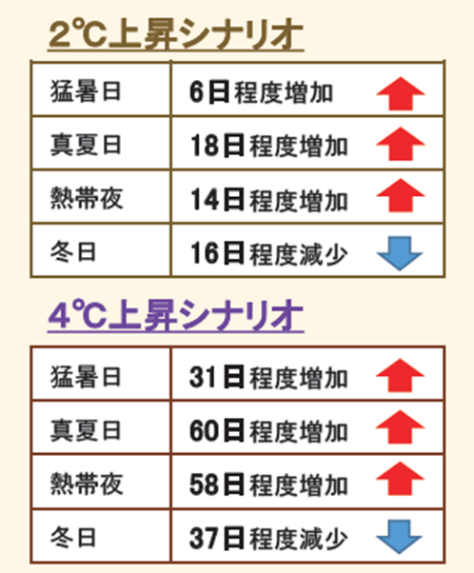 2℃上昇シナリオ
猛暑日 6日程度増加
真夏日 18日程度増加
熱帯夜 14日程度増加
冬日 16日程度減少
4℃上昇シナリオ
猛暑日 31日程度増加
真夏日 60日程度増加
熱帯夜 58日程度増加
冬日 37日程度減少